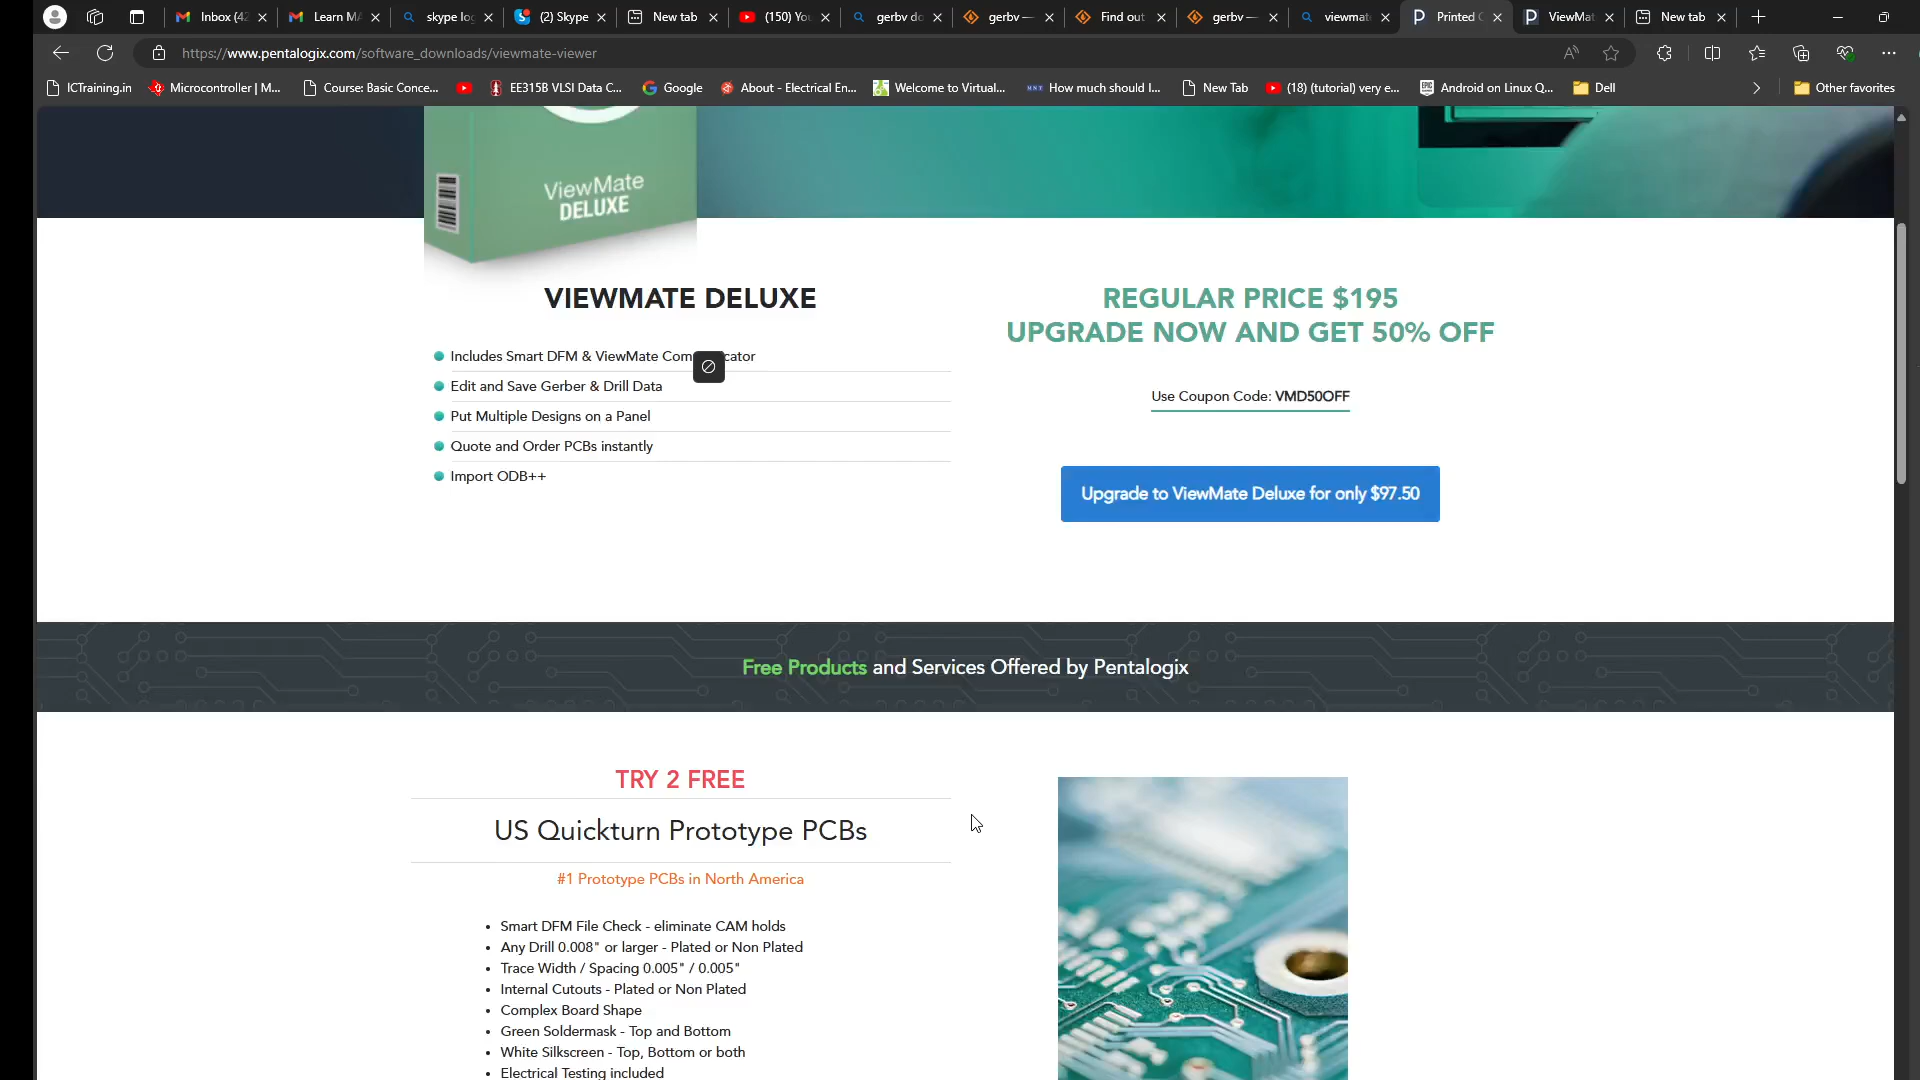 Inbox (42
Learn M
skype log
(2) Skype
New tab
(150) You
gerbv do
gerbv —
Find out
gerbv —
viewmat
Printed C
ViewMat
New tab
https://www.pentalogix.com/software_downloads/viewmate-viewer
ICTraining.in
Microcontroller | M...
Course: Basic Conce...
EE315B VLSI Data C...
Google
About - Electrical En...
Welcome to Virtual...
How much should I...
New Tab
(18) (tutorial) very e...
Android on Linux Q...
Dell
Other favorites
ViewMate
DELUXE
VIEWMATE DELUXE
Includes Smart DFM & ViewMate Com cator
Edit and Save Gerber & Drill Data
Put Multiple Designs on a Panel
Quote and Order PCBs instantly
Import ODB++
REGULAR PRICE $195
UPGRADE NOW AND GET 50% OFF
Use Coupon Code: VMD50OFF
Upgrade to ViewMate Deluxe for only $97.50
Free Products and Services Offered by Pentalogix
TRY 2 FREE
US Quickturn Prototype PCBs
#1 Prototype PCBs in North America
Smart DFM File Check - eliminate CAM holds
Any Drill 0.008" or larger - Plated or Non Plated
Trace Width / Spacing 0.005" / 0.005"
Internal Cutouts - Plated or Non Plated
Complex Board Shape
Green Soldermask - Top and Bottom
White Silkscreen - Top, Bottom or both
Electrical Testing included